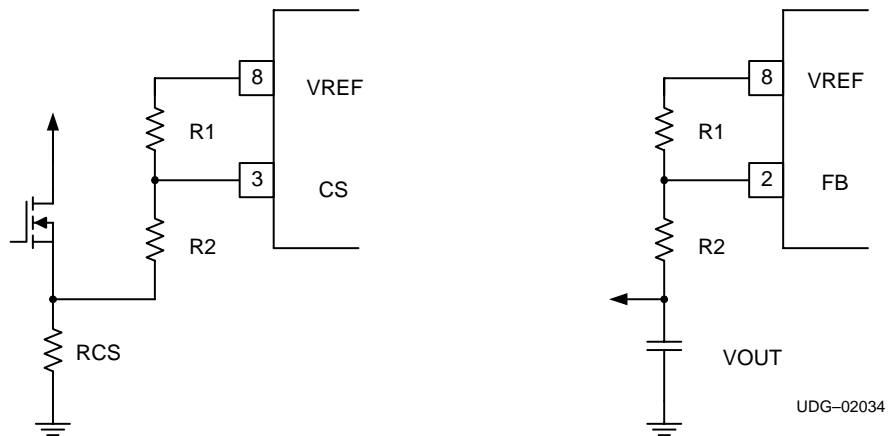 8
VREF
R1
3
CS
R2
RCS
8
VREF
R1
2
FB
R2
VOUT
UDG–02034